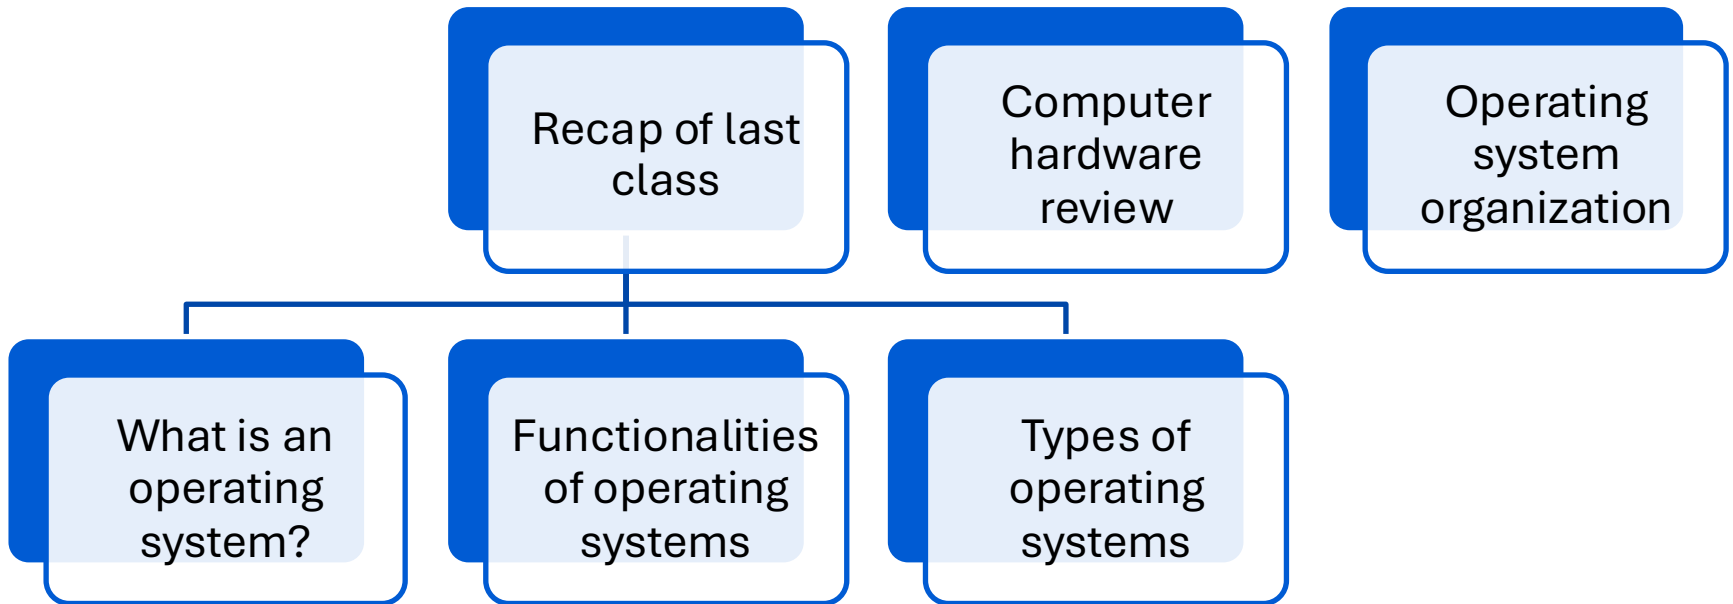 Recap of last
class
Computer
hardware
review
Operating
system
organization
What is an
operating
system?
Functionalities
of operating
systems
Types of
operating
systems